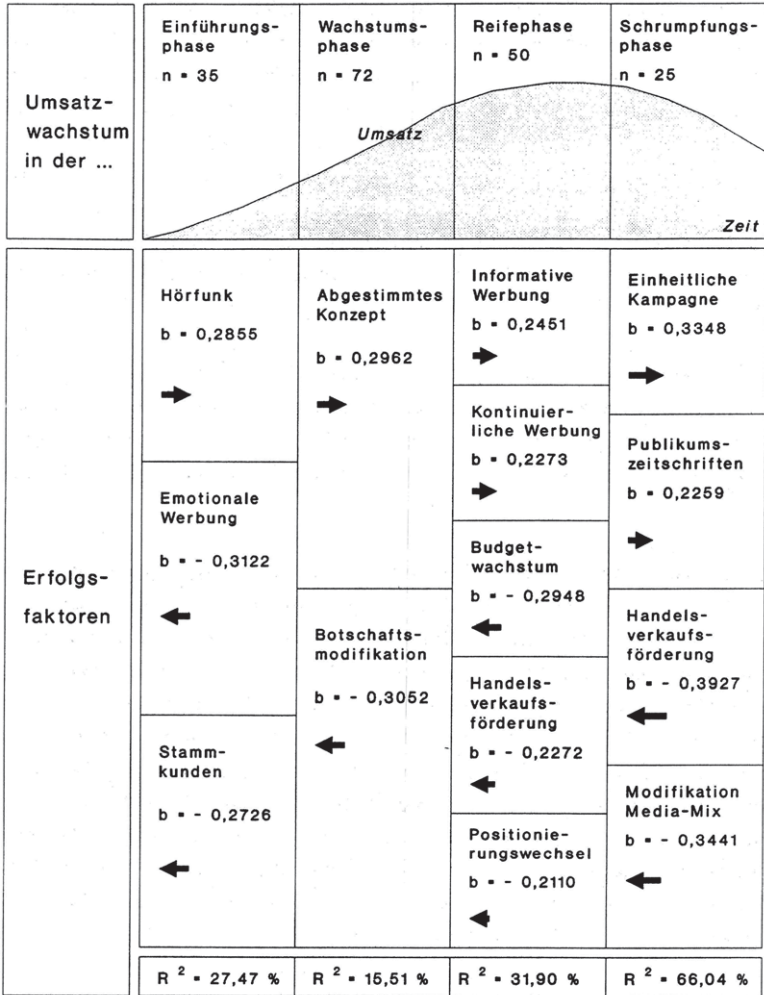 Umsatz-
wachstum
in der ...
Einführungs-
phase
n = 35
Wachstums-
phase
n = 72
Reifephase
n = 50
Schrumpfungs-
phase
n = 25
Umsatz
Zeit
Erfolgs-
faktoren
Hörfunk
b = 0,2855
Emotionale
Werbung
b = - 0,3122
Stamm-
kunden
b = - 0,2726
Abgestimmtes
Konzept
b = 0,2962
Botschafts-
modifikation
b = - 0,3052
Informative
Werbung
b = 0,2451
Kontinuier-
liche Werbung
b = 0,2273
Budget-
wachstum
b = - 0,2948
Handels-
verkaufs-
förderung
b = - 0,2272
Positionie-
rungswechsel
b = - 0,2110
Einheitliche
Kampagne
b = 0,3348
Publikums-
zeitschriften
b = 0,2259
Handels-
verkaufs-
förderung
b = - 0,3927
Modifikation
Media-Mix
b = - 0,3441
R 2 = 27,47 %
R 2 = 15,51 %
R 2 = 31,90 %
R 2 = 66,04 %